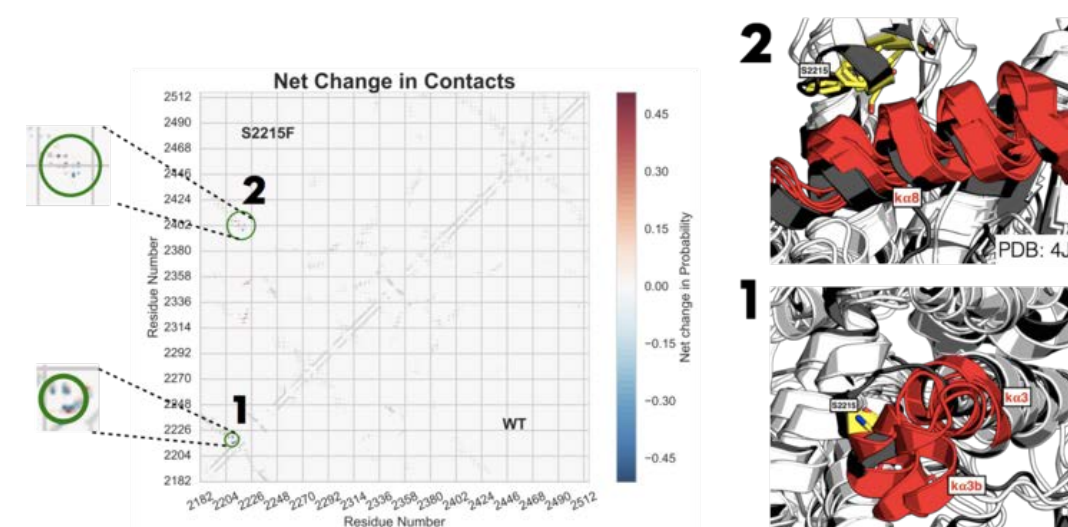 Net Change in Contacts
S2215F
WT
2
1
Residue Number
2512
2490
2468
2446
2424
2402
2380
2358
2336
2314
2292
2270
2248
2226
2204
2182
2182 2204 2226 2248 2270 2292 2314 2336 2358 2380 2402 2424 2446 2468 2490 2512
Residue Number
0.45
0.30
0.15
0.00
−0.15
−0.30
−0.45
Net change in Probability
2
S2215
kα8
PDB: 4J
1
S2215
kα3
kα3b